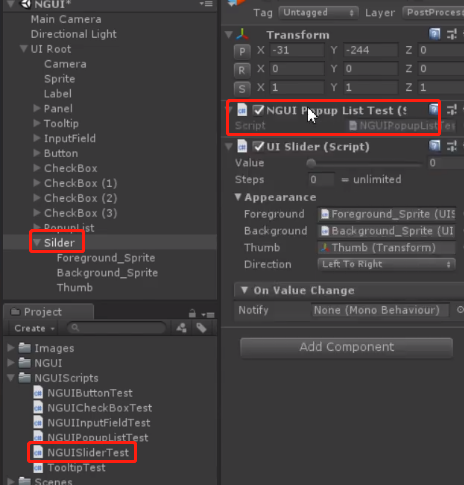 NGUI*
Main Camera
Directional Light
UI Root
Camera
Sprite
Label
Panel
Tooltip
InputField
Button
CheckBox
CheckBox (1)
CheckBox (2)
CheckBox (3)
PopupList
Silder
Foreground_Sprite
Background_Sprite
Thumb
Project
Create
Images
NGUI
NGUIScripts
NGUIButtonTest
NGUICheckBoxTest
NGUIInputFieldTest
NGUIPopupListTest
NGUISliderTest
TooltipTest
Scenes
Tag Untagged Layer PostProcess
Transform
P X -31 Y -244 Z 0
R X 0 Y 0 Z 0
S X 1 Y 1 Z 1
NGUI Popup List Test (S
Script NGUIPopupListTes
UI Slider (Script)
Value 0
Steps 0 = unlimited
Appearance
Foreground Foreground_Sprite (UIS
Background Background_Sprite (UI
Thumb Thumb (Transform)
Direction Left To Right
On Value Change
Notify None (Mono Behaviour)
Add Component